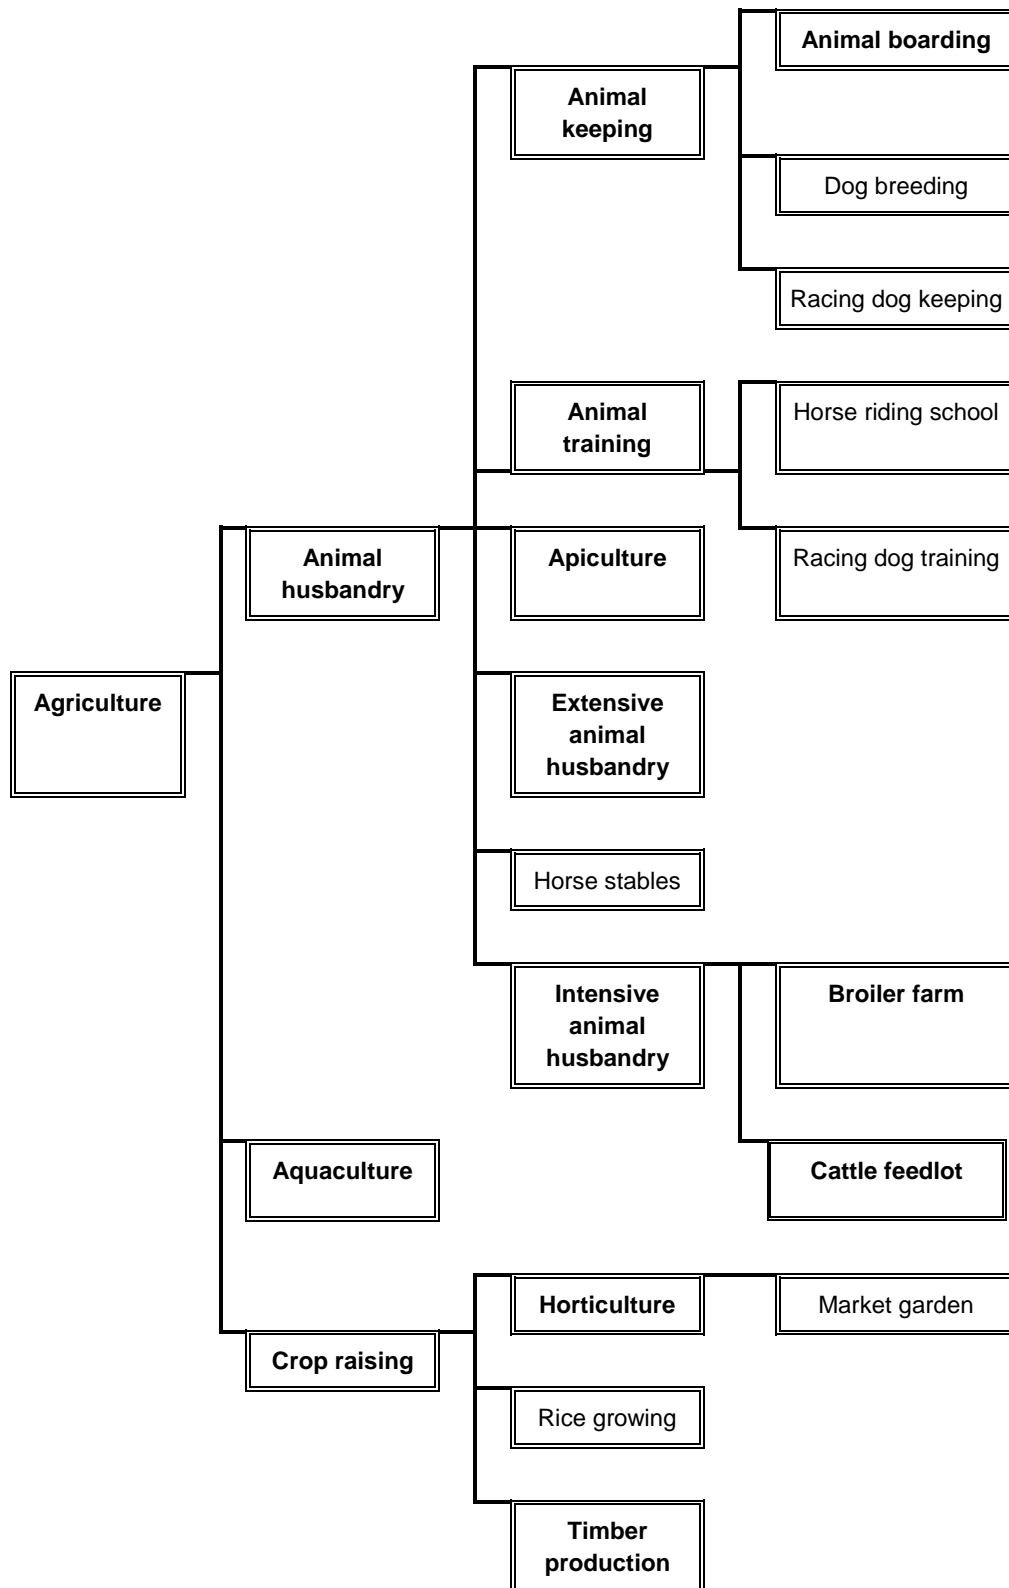 Animal boarding
Animal
keeping
Dog breeding
Racing dog keeping
Animal
training
Horse riding school
Animal
husbandry
Apiculture
Racing dog training
Agriculture
Extensive
animal
husbandry
Horse stables
Intensive
animal
husbandry
Broiler farm
Aquaculture
Cattle feedlot
Horticulture
Market garden
Crop raising
Rice growing
Timber
production